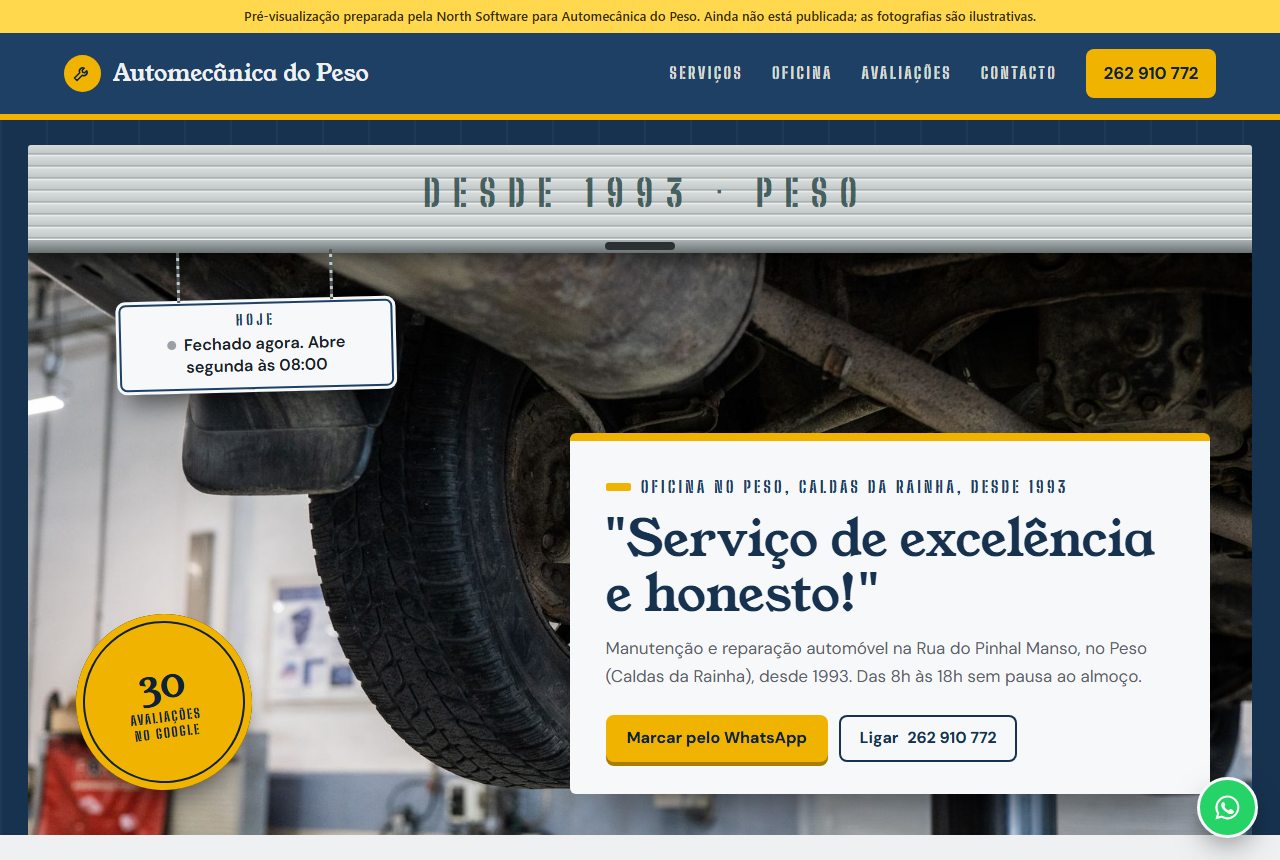 Pré-visualização preparada pela North Software para Automecânica do Peso. Ainda não está publicada; as fotografias são ilustrativas.
Automecânica do Peso
SERVIÇOS
OFICINA
AVALIAÇÕES
CONTACTO
262 910 772
DESDE 1993 · PESO
HOJE
Fechado agora. Abre
segunda às 08:00
OFICINA NO PESO, CALDAS DA RAINHA, DESDE 1993
"Serviço de excelência
e honesto!"
Manutenção e reparação automóvel na Rua do Pinhal Manso, no Peso
(Caldas da Rainha), desde 1993. Das 8h às 18h sem pausa ao almoço.
Marcar pelo WhatsApp
Ligar 262 910 772
30
AVALIAÇÕES
NO GOOGLE